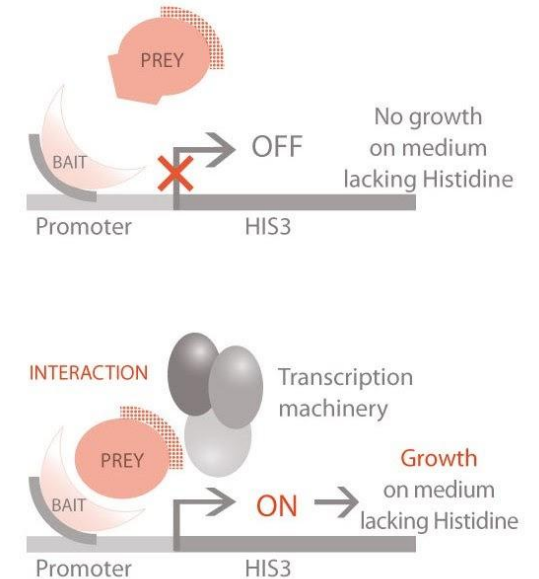 PREY
BAIT
OFF
No growth
on medium
lacking Histidine
Promoter
HIS3
INTERACTION
Transcription
machinery
PREY
BAIT
ON
Growth
on medium
lacking Histidine
Promoter
HIS3